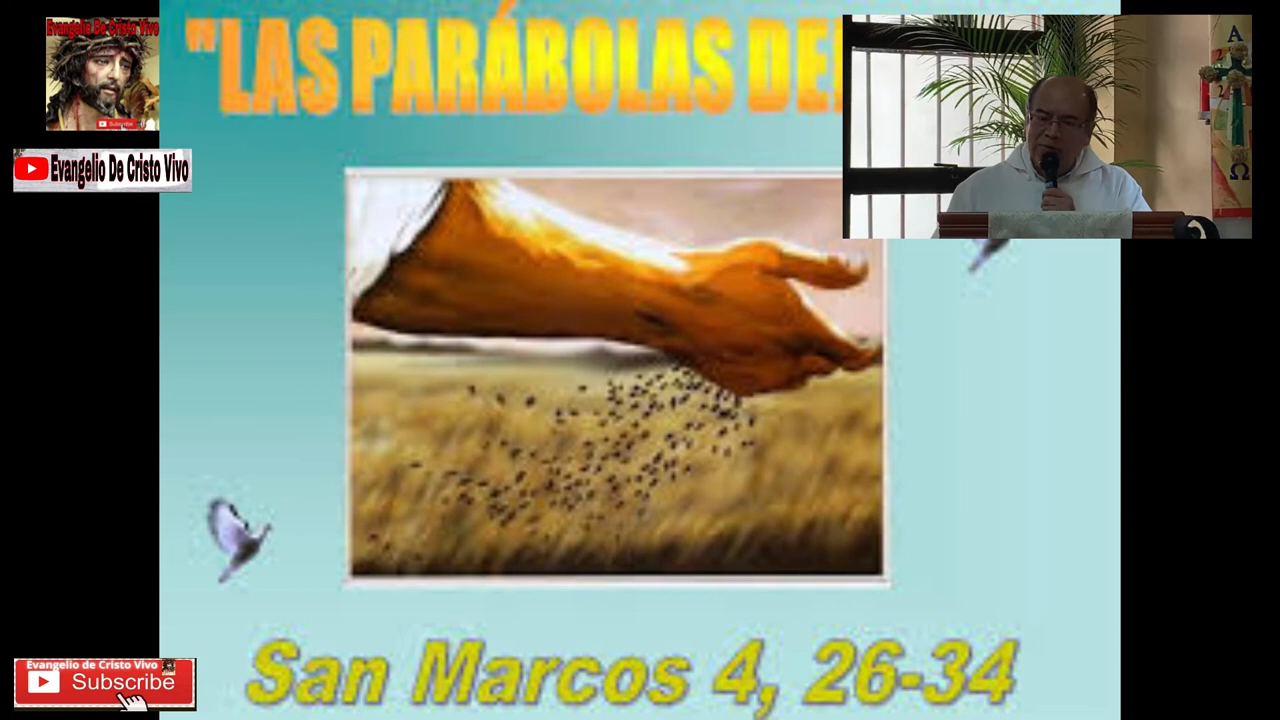 Evangelio De Cristo Vivo
Subscribe
Evangelio De Cristo Vivo
"LAS PARÁBOLAS DE
A
Ω
San Marcos 4, 26-34
Evangelio de Cristo Vivo
Subscribe